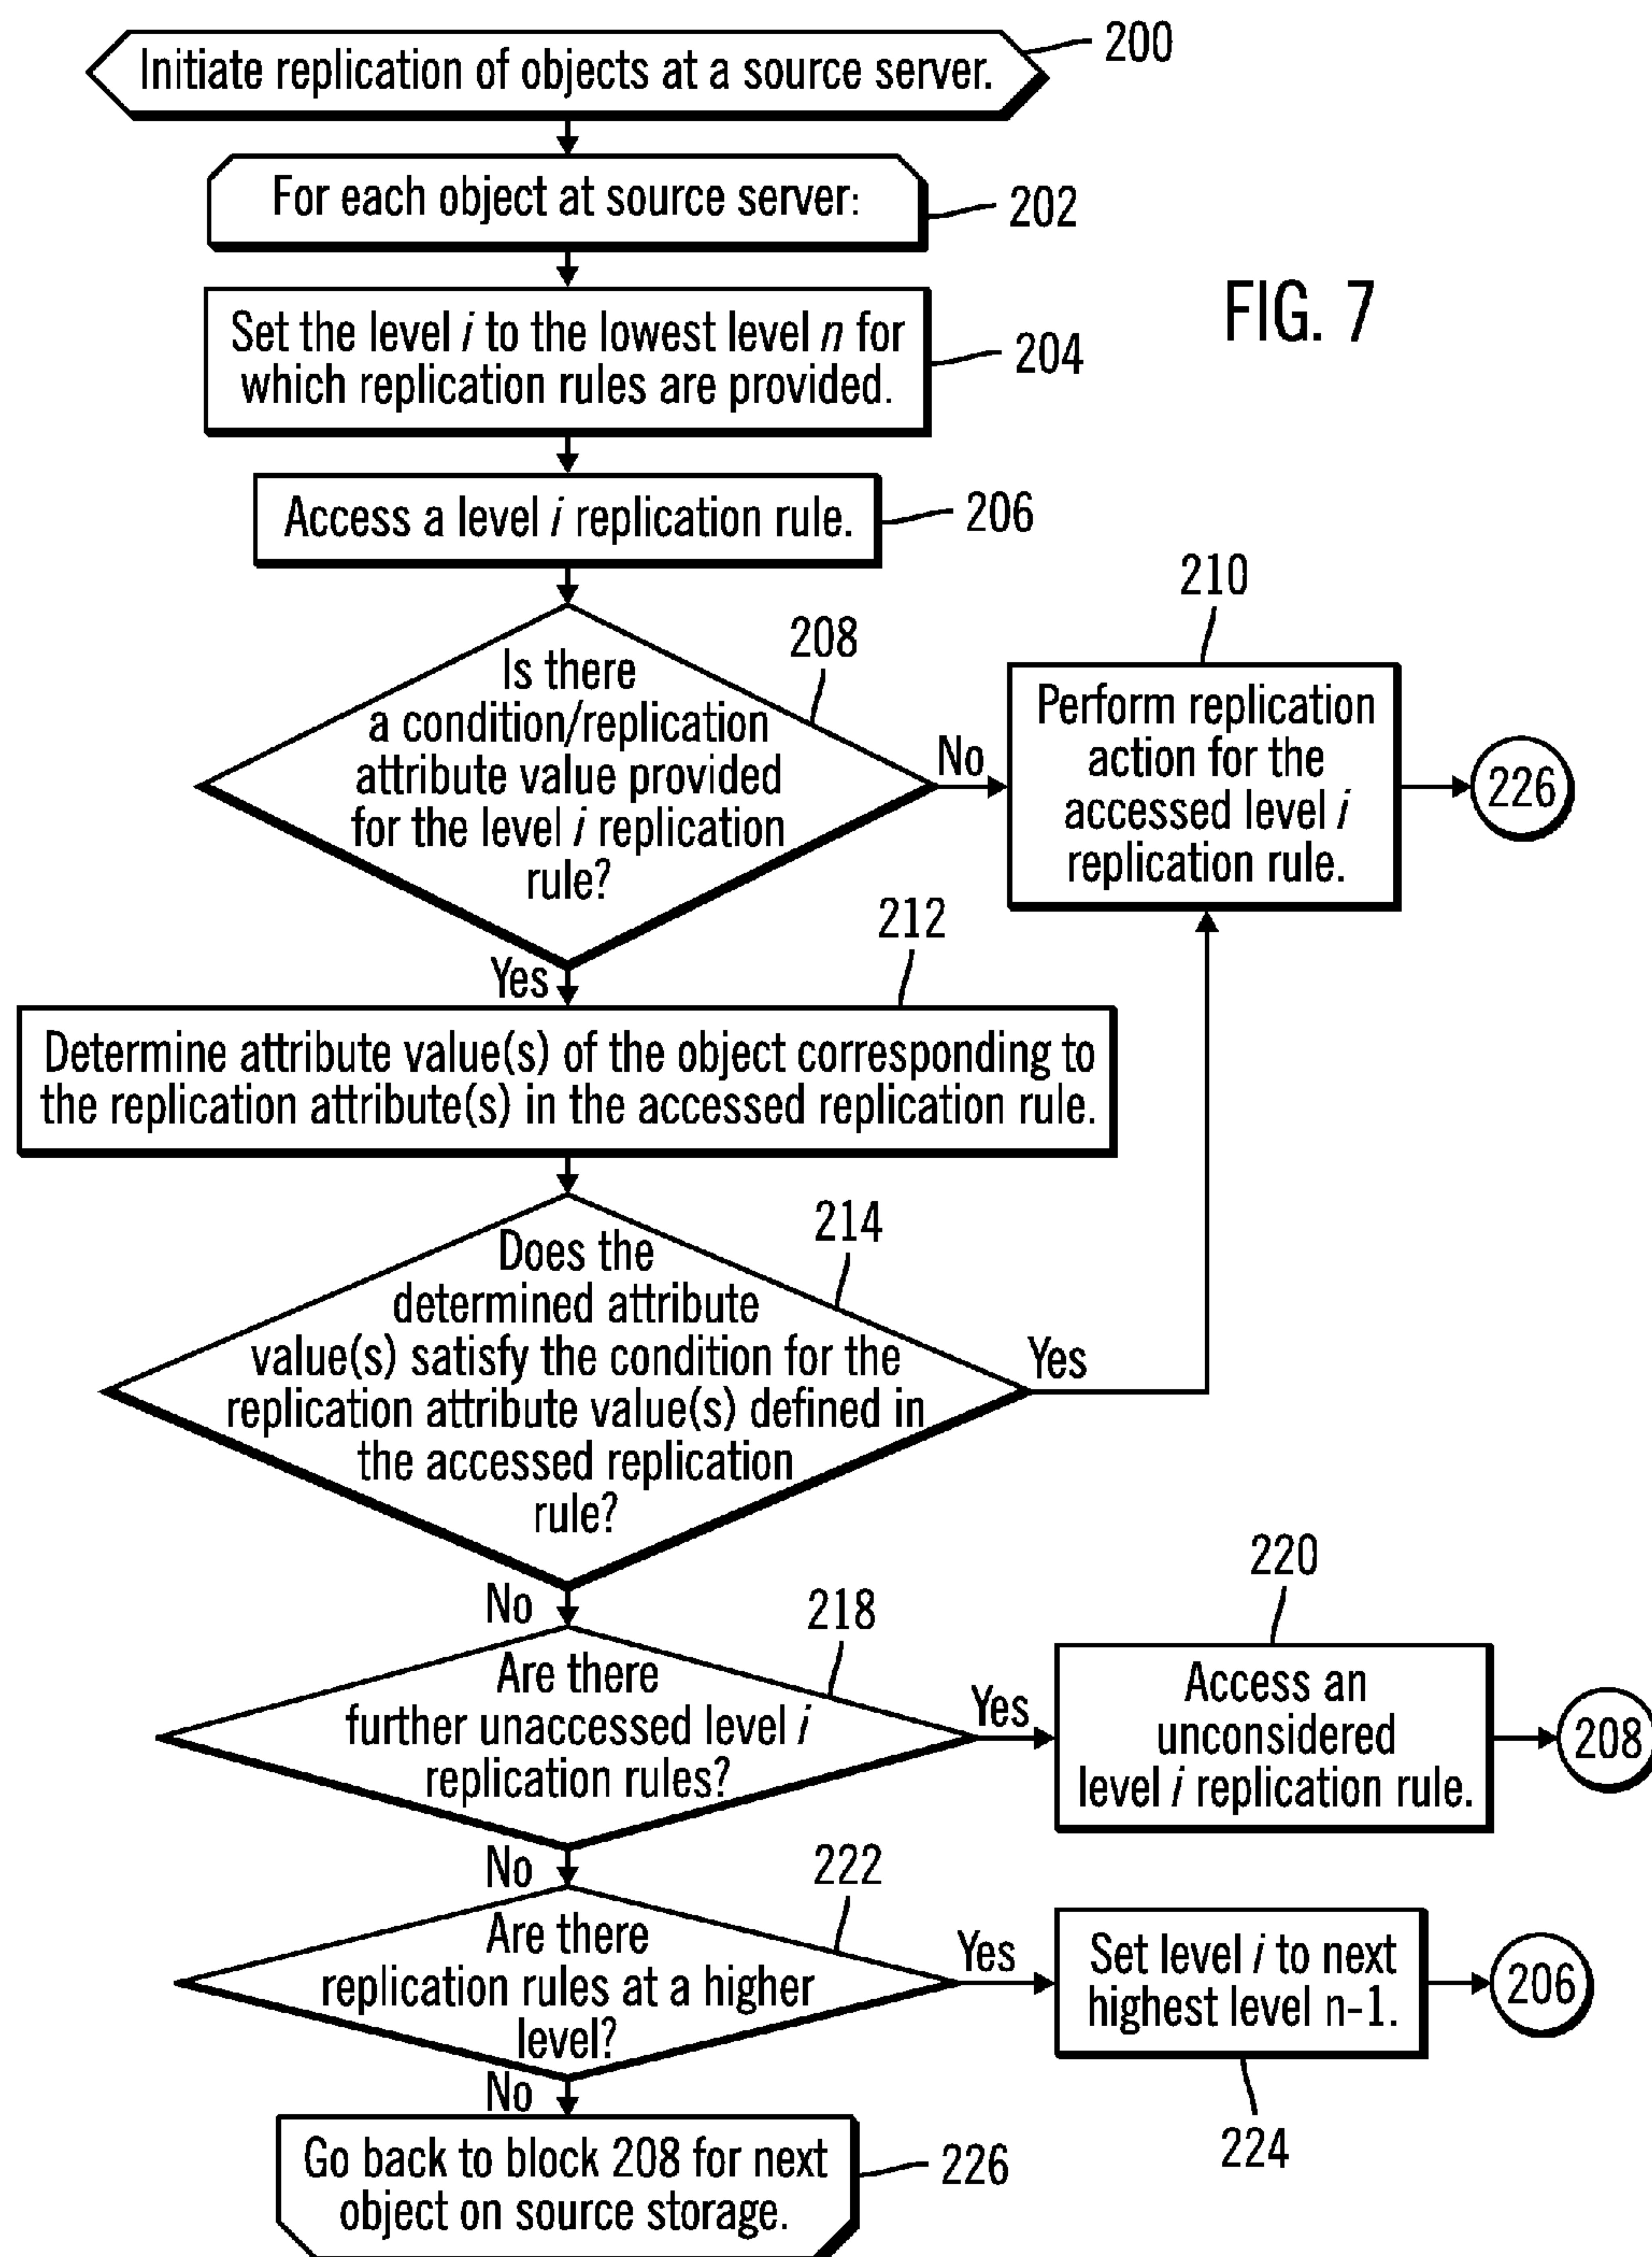 Initiate replication of objects at a source server.
200
For each object at source server:
202
FIG. 7
Set the level i to the lowest level n for
which replication rules are provided.
204
Access a level i replication rule.
206
Is there
a condition/replication
attribute value provided
for the level i replication
rule?
208
No
210
Perform replication
action for the
accessed level i
replication rule.
226
Yes
212
Determine attribute value(s) of the object corresponding to
the replication attribute(s) in the accessed replication rule.
Does the
determined attribute
value(s) satisfy the condition for the
replication attribute value(s) defined in
the accessed replication
rule?
214
Yes
No
Are there
further unaccessed level i
replication rules?
218
Yes
220
Access an
unconsidered
level i replication rule.
208
No
Are there
replication rules at a higher
level?
222
Yes
Set level i to next
highest level n-1.
224
206
No
Go back to block 208 for next
object on source storage.
226